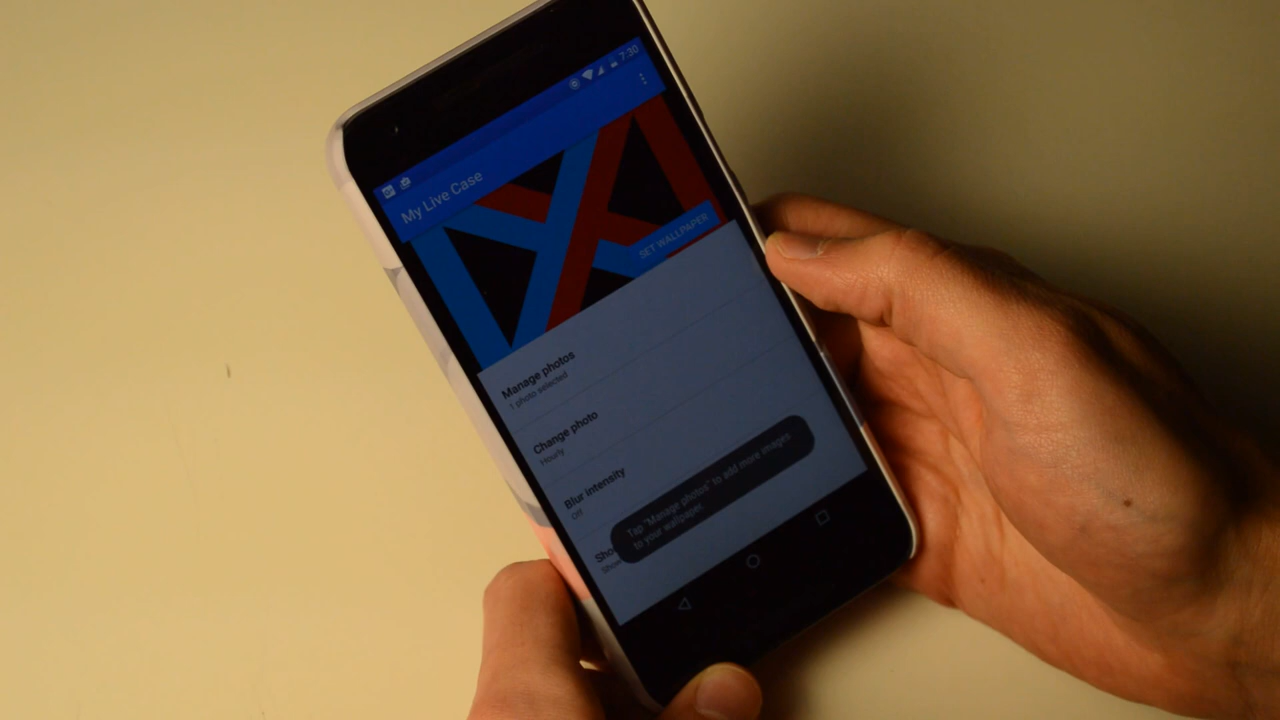 7:30
My Live Case
SET WALLPAPER
Manage photos
1 photo selected
Change photo
Hourly
Blur intensity
Off
Tap "Manage photos" to add more images
to your wallpaper